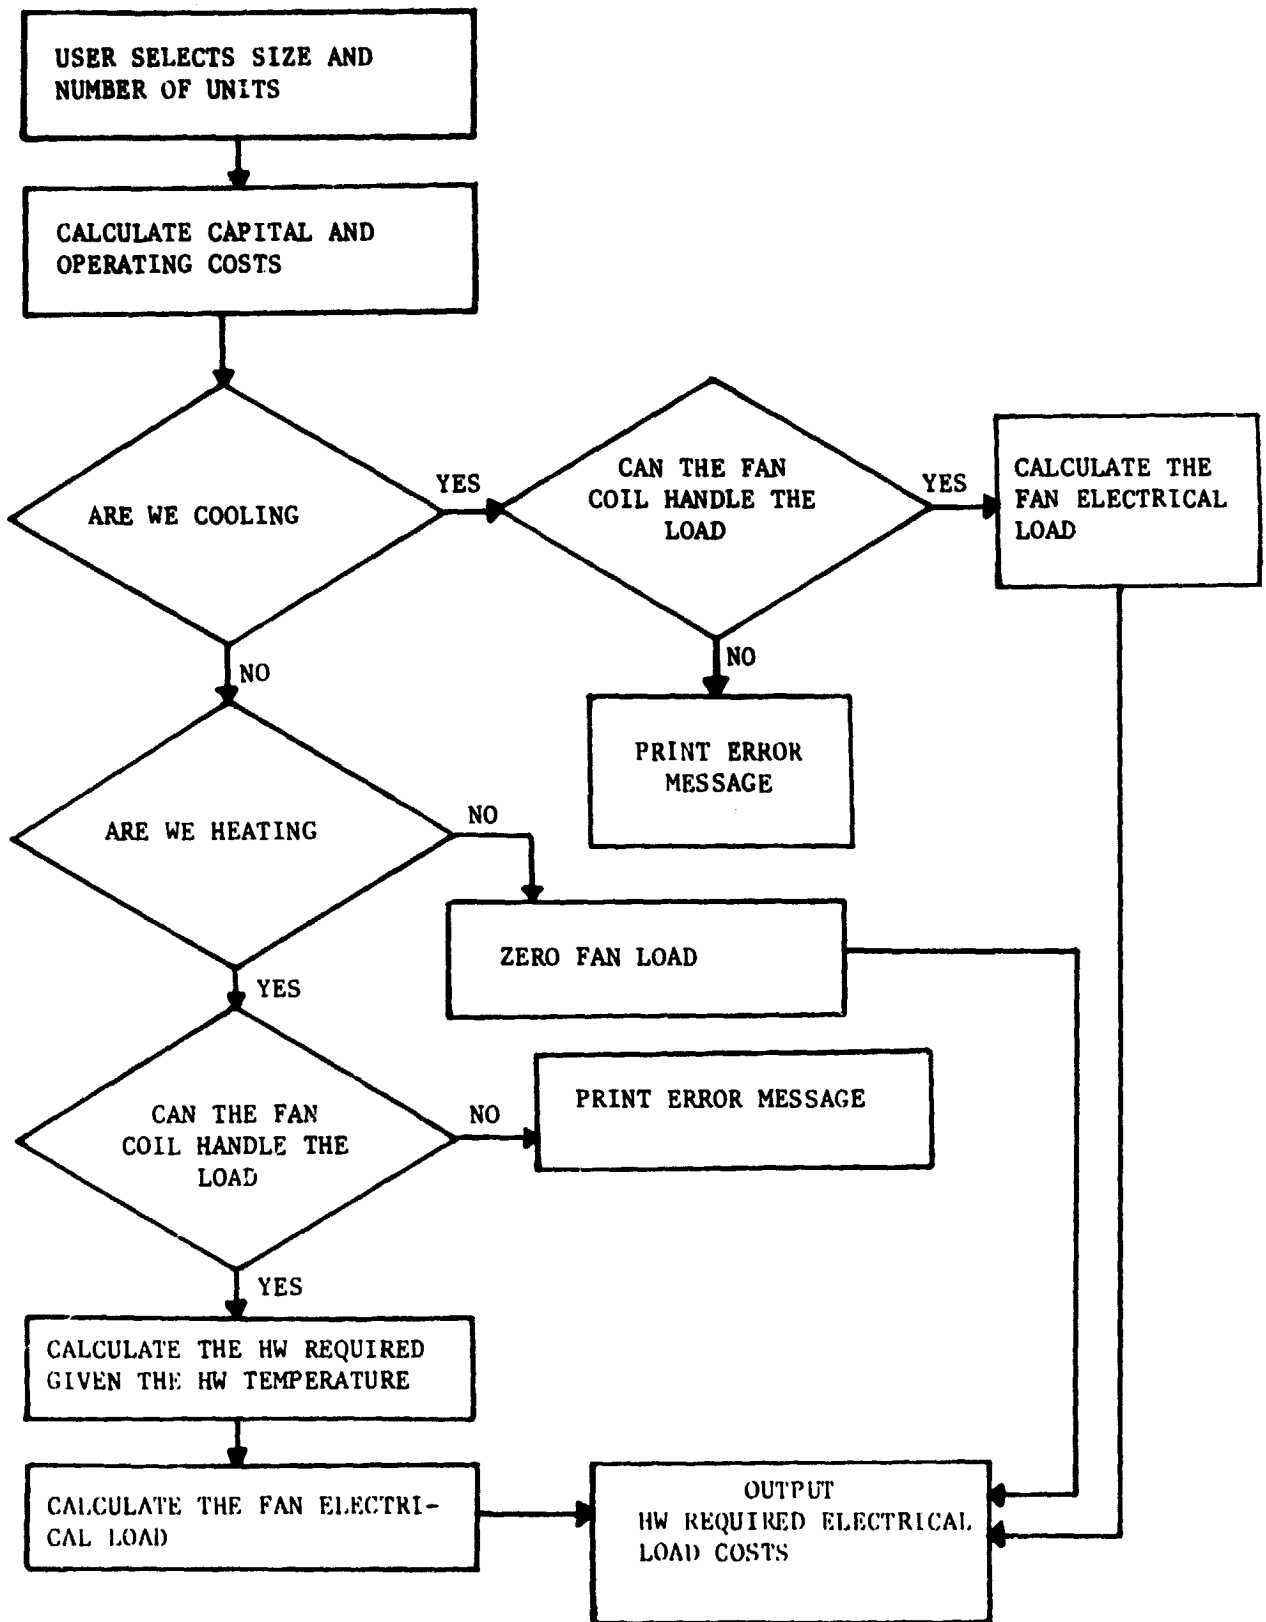 USER SELECTS SIZE AND
NUMBER OF UNITS
CALCULATE CAPITAL AND
OPERATING COSTS
ARE WE COOLING
YES
CAN THE FAN
COIL HANDLE THE
LOAD
YES
CALCULATE THE
FAN ELECTRICAL
LOAD
NO
NO
PRINT ERROR
MESSAGE
ARE WE HEATING
NO
ZERO FAN LOAD
YES
CAN THE FAN
COIL HANDLE THE
LOAD
NO
PRINT ERROR MESSAGE
YES
CALCULATE THE HW REQUIRED
GIVEN THE HW TEMPERATURE
CALCULATE THE FAN ELECTRI-
CAL LOAD
OUTPUT
HW REQUIRED ELECTRICAL
LOAD COSTS